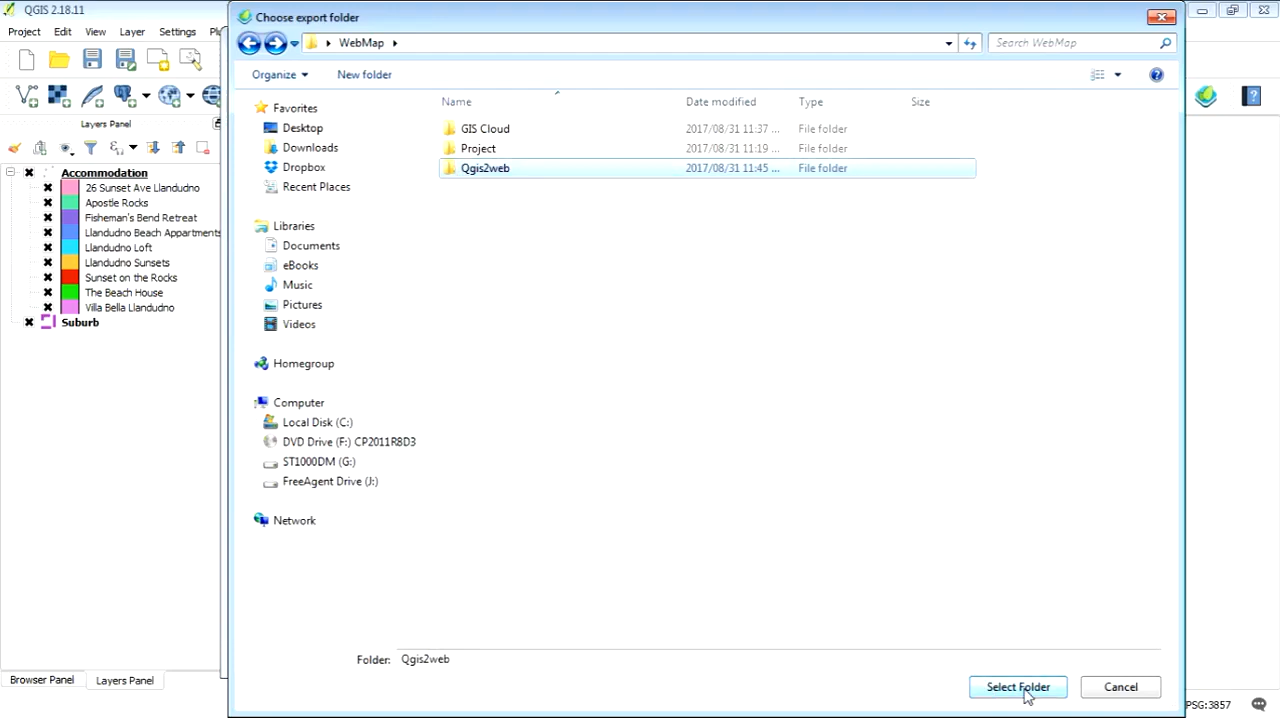 QGIS 2.18.11
Choose export folder
Project Edit View Layer Settings
WebMap
Search WebMap
Organize
New folder
Layers Panel
Name Date modified Type Size
GIS Cloud 2017/08/31 11:37 ... File folder
Project 2017/08/31 11:19 ... File folder
Qgis2web 2017/08/31 11:45 ... File folder
Favorites
Desktop
Downloads
Dropbox
Recent Places
Libraries
Documents
eBooks
Music
Pictures
Videos
Homegroup
Computer
Local Disk (C:)
DVD Drive (F:) CP2011R8D3
ST1000DM (G:)
FreeAgent Drive (J:)
Network
Accommodation
26 Sunset Ave Llandudno
Apostle Rocks
Fisheman's Bend Retreat
Llandudno Beach Appartments
Llandudno Loft
Llandudno Sunsets
Sunset on the Rocks
The Beach House
Villa Bella Llandudno
Suburb
Folder: Qgis2web
Browser Panel Layers Panel
Select Folder Cancel
PSG:3857